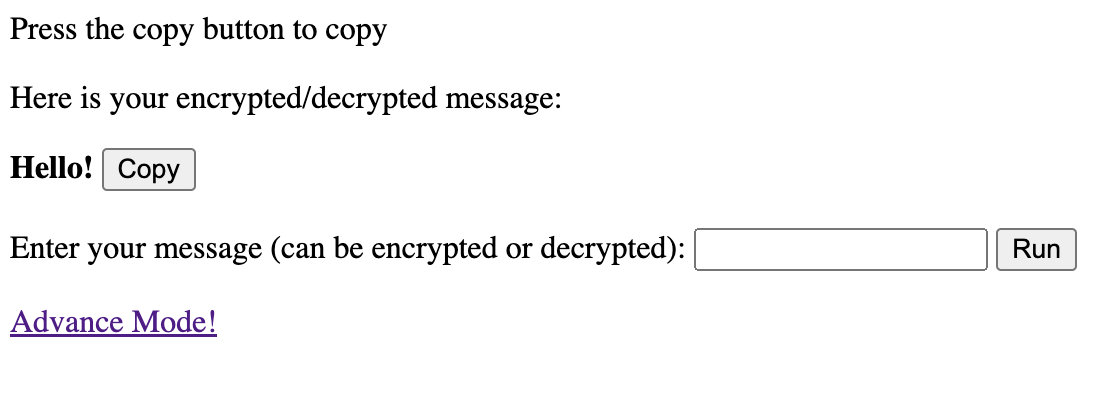 Press the copy button to copy
Here is your encrypted/decrypted message:
Hello! Copy
Enter your message (can be encrypted or decrypted): Run
Advance Mode!